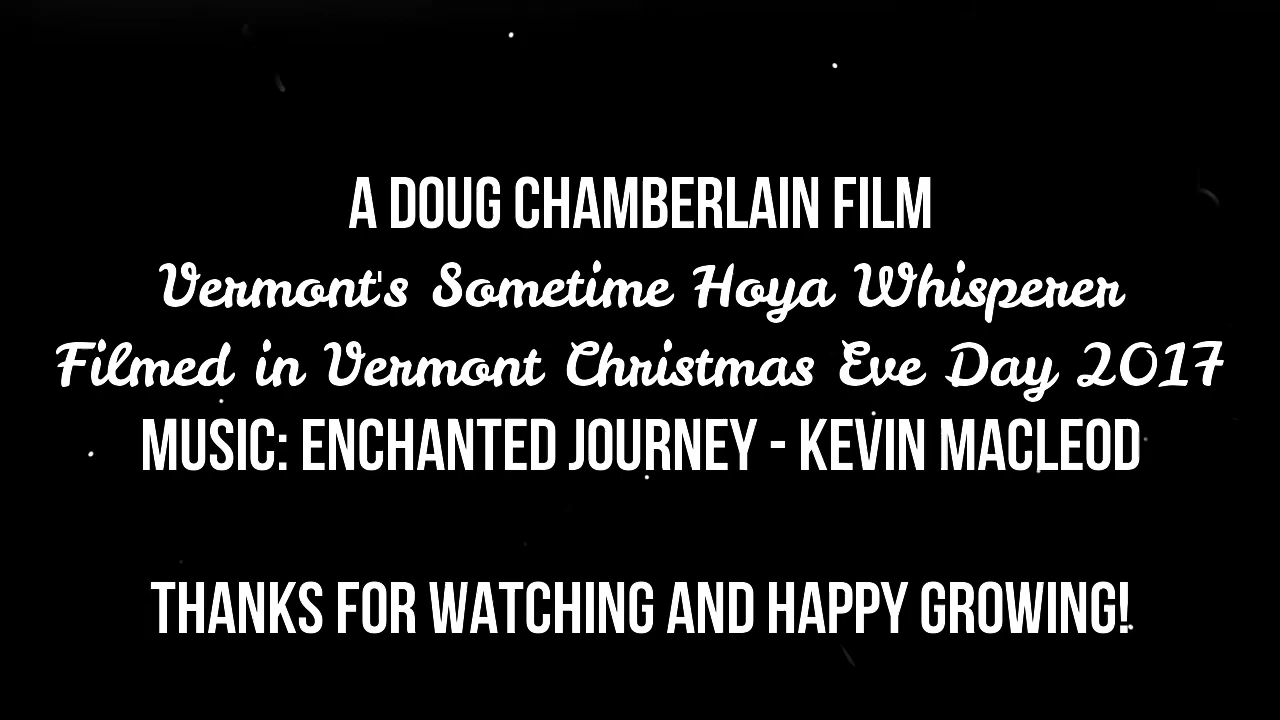 A DOUG CHAMBERLAIN FILM
Vermont's Sometime Hoya Whisperer
Filmed in Vermont Christmas Eve Day 2017
MUSIC: ENCHANTED JOURNEY - KEVIN MACLEOD
THANKS FOR WATCHING AND HAPPY GROWING!